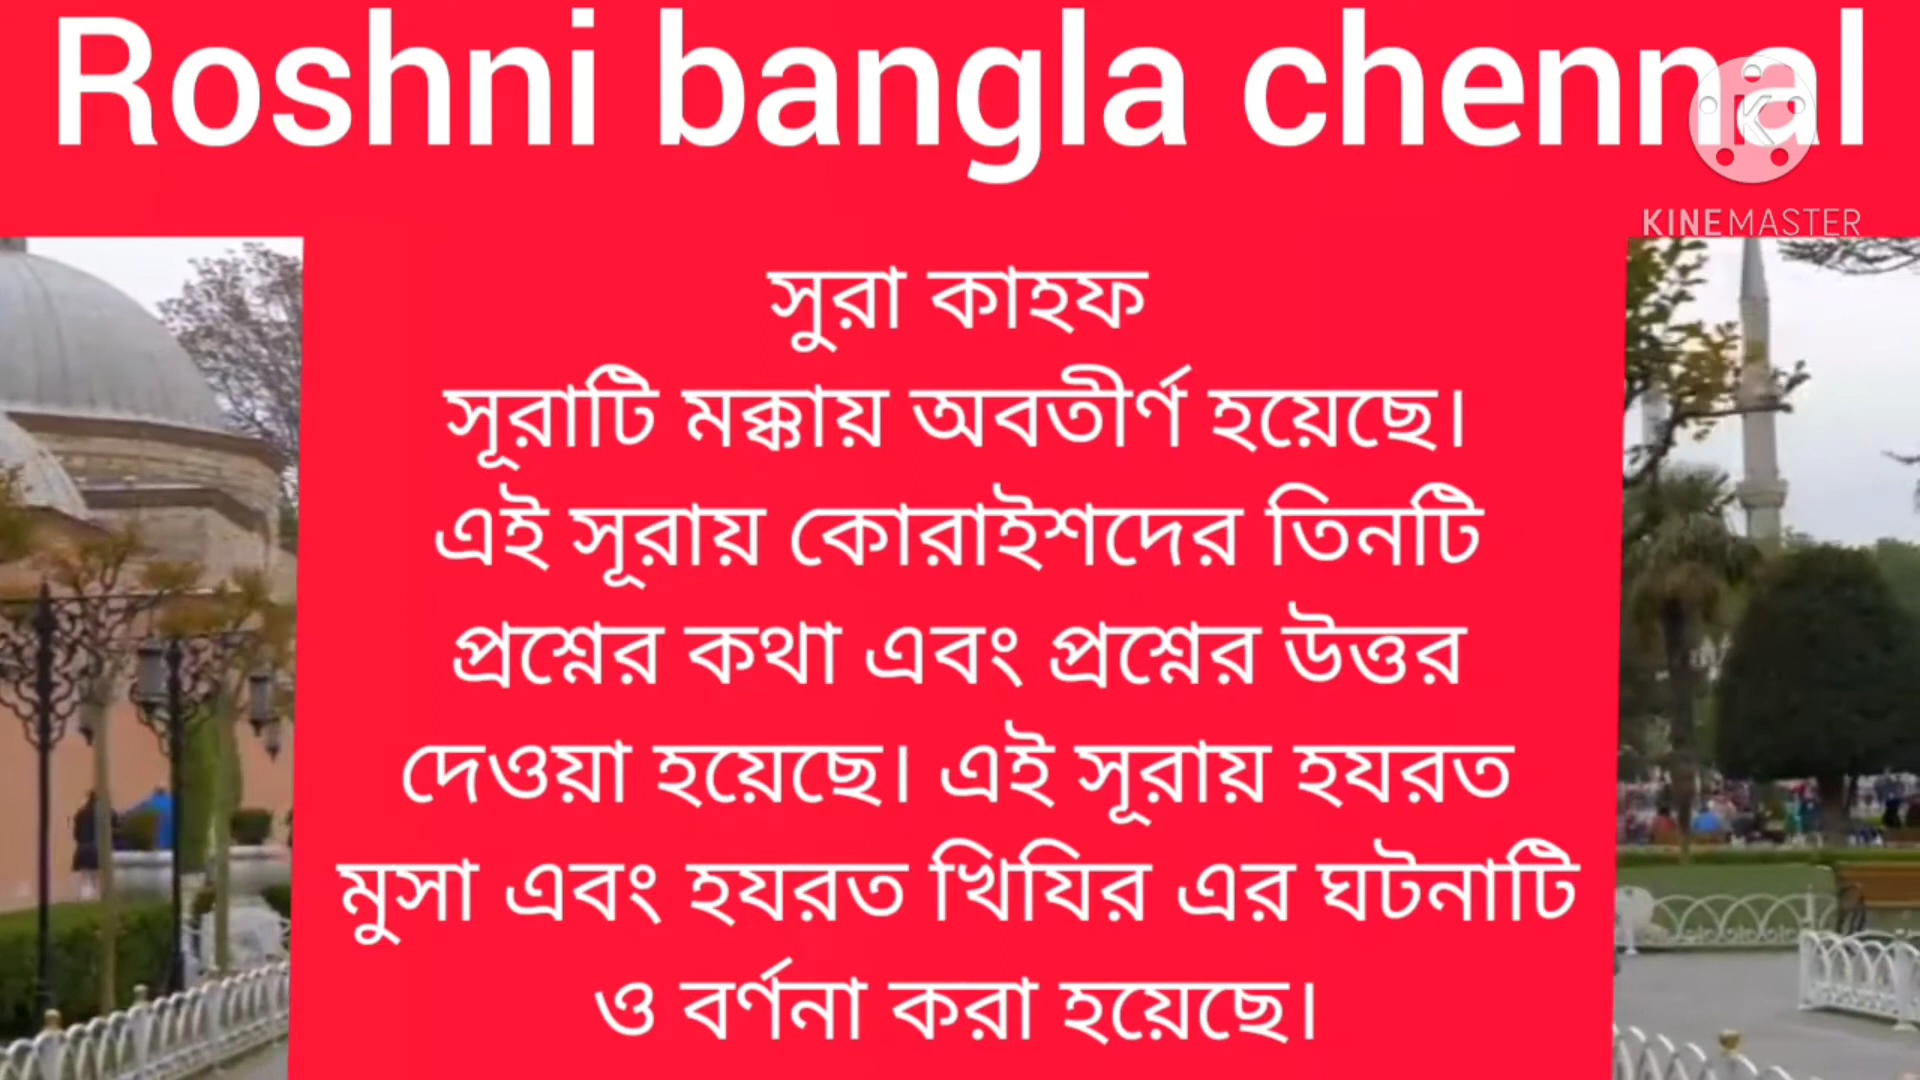 Roshni bangla chennal
KINEMASTER
সুরা কাহফ
সূরাটি মক্কায় অবতীর্ণ হয়েছে।
এই সূরায় কোরাইশদের তিনটি
প্রশ্নের কথা এবং প্রশ্নের উত্তর
দেওয়া হয়েছে। এই সূরায় হযরত
মুসা এবং হযরত খিযির এর ঘটনাটি
ও বর্ণনা করা হয়েছে।